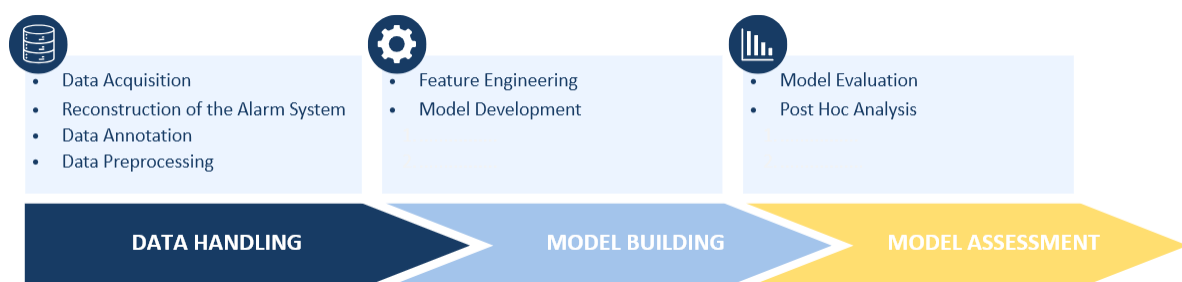 Data Acquisition
Reconstruction of the Alarm System
Data Annotation
Data Preprocessing
Feature Engineering
Model Development
Model Evaluation
Post Hoc Analysis
DATA HANDLING
MODEL BUILDING
MODEL ASSESSMENT